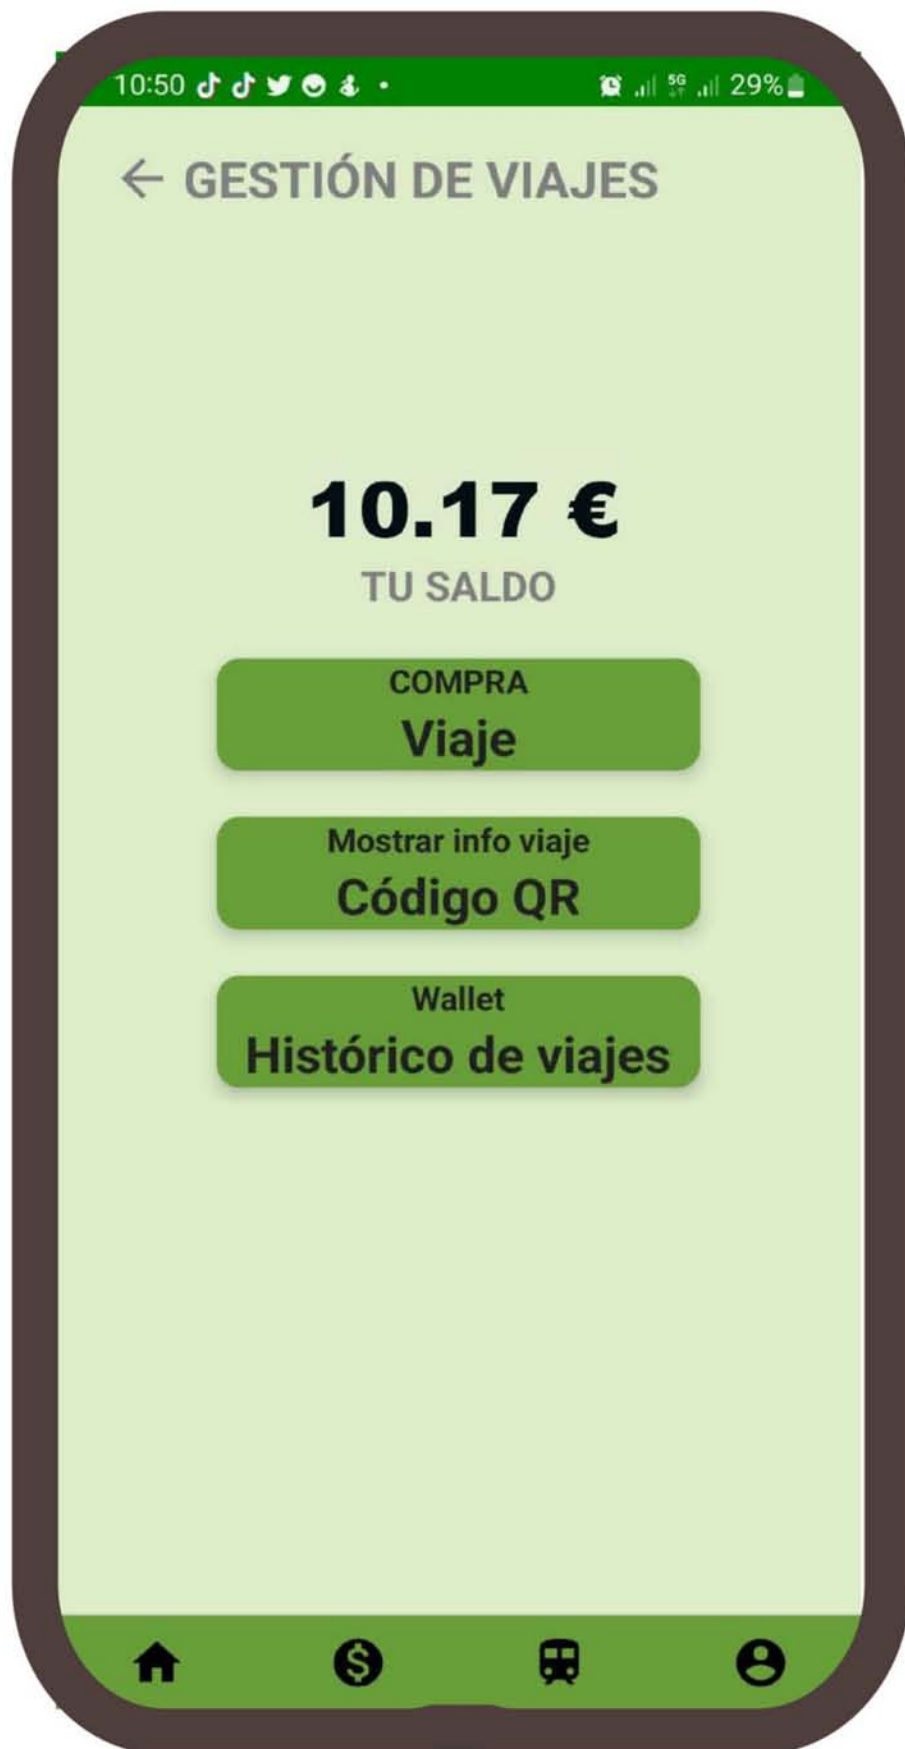 10:50
5G
29%
← GESTIÓN DE VIAJES
10.17 €
TU SALDO
COMPRA
Viaje
Mostrar info viaje
Código QR
Wallet
Histórico de viajes